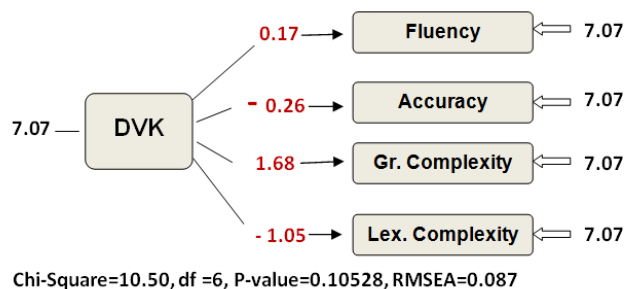 0.17
Fluency
7.07
- 0.26
Accuracy
7.07
7.07
DVK
1.68
Gr. Complexity
7.07
- 1.05
Lex. Complexity
7.07
Chi-Square=10.50, df =6, P-value=0.10528, RMSEA=0.087